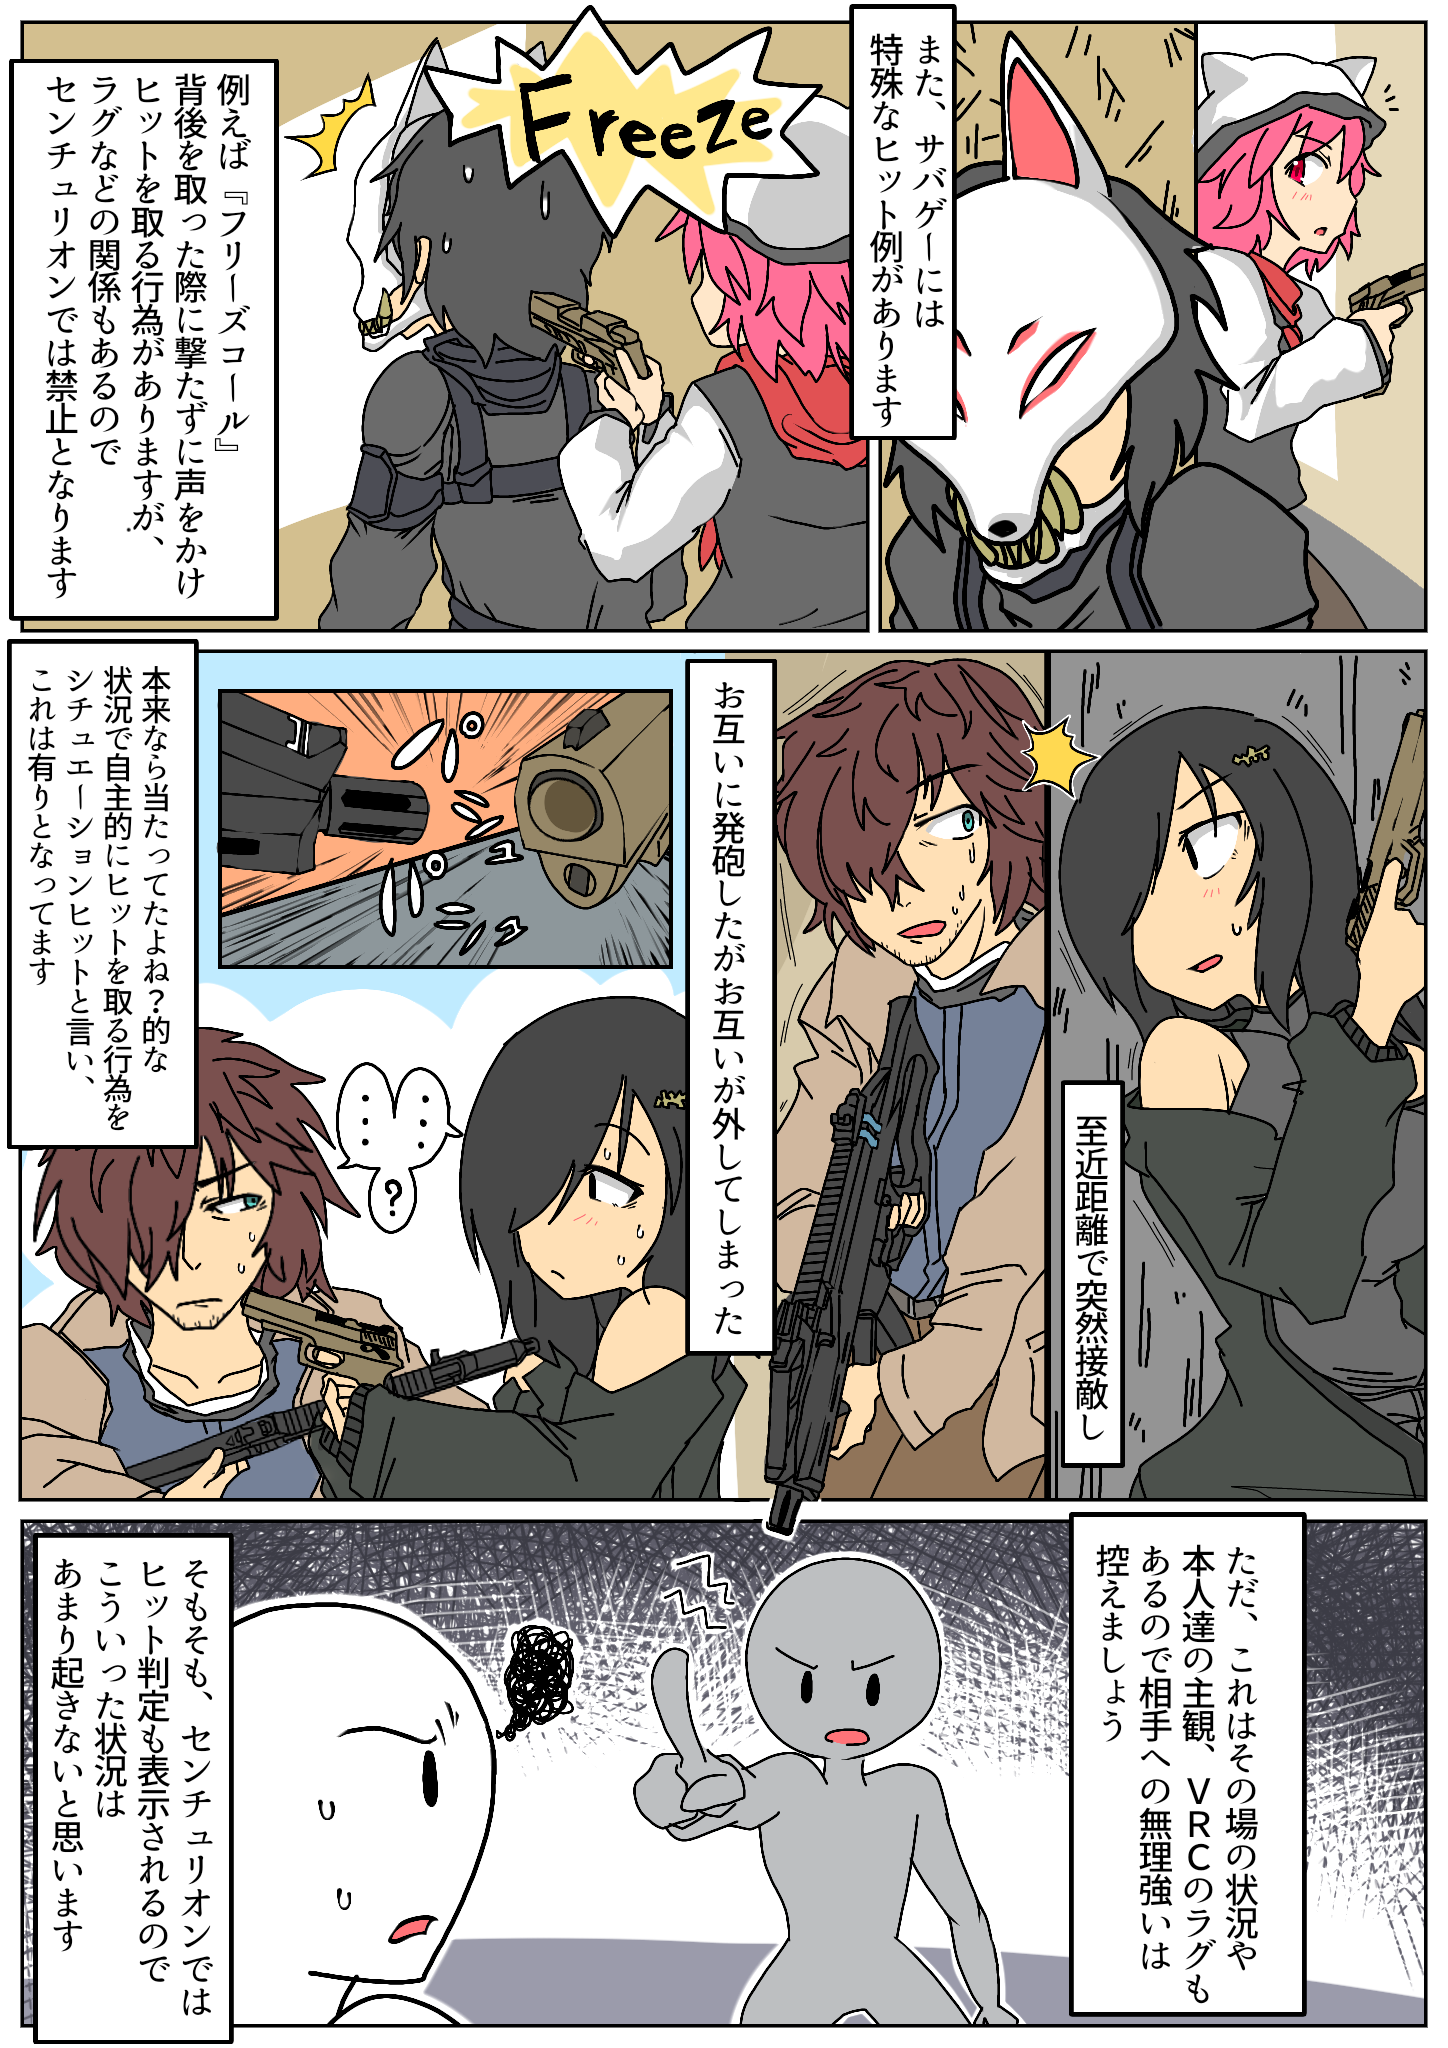 また、サバゲーには
特殊なヒット例があります
Freeze
例えば『フリーズコール』
背後を取った際に撃たずに声をかけ
ヒットを取る行為がありますが、
ラグなどの関係もあるので
センチュリオンでは禁止となります
至近距離で突然接敵し
お互いに発砲したがお互いが外してしまった
……
……
?
本来なら当たってたよね?的な
状況で自主的にヒットを取る行為を
シチュエーションヒットと言い、
これは有りとなってます
ただ、これはその場の状況や
本人達の主観、VRCのラグも
あるので相手への無理強いは
控えましょう
そもそも、センチュリオンでは
ヒット判定も表示されるので
こういった状況は
あまり起きないと思います